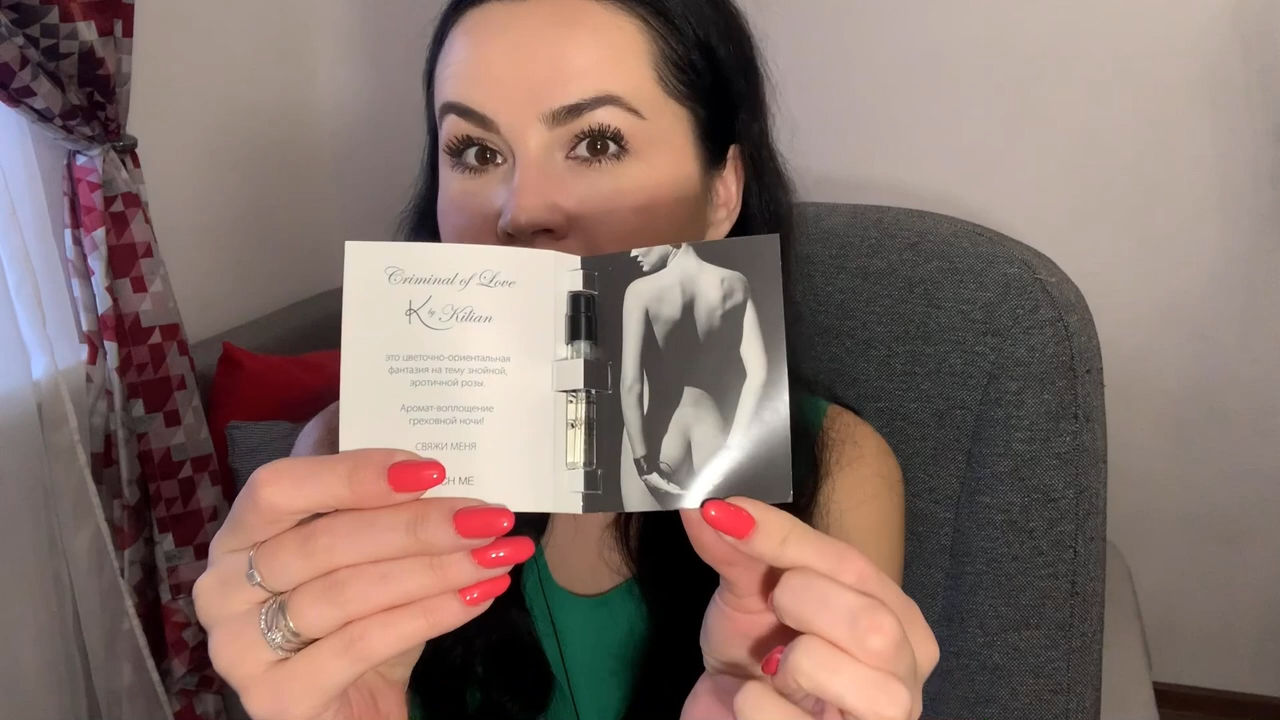 Criminal of Love
K by Kilian
это цветочно-ориентальная
фантазия на тему знойной,
эротичной розы.
Аромат-воплощение
греховной ночи!
СВЯЖИ МЕНЯ
ME